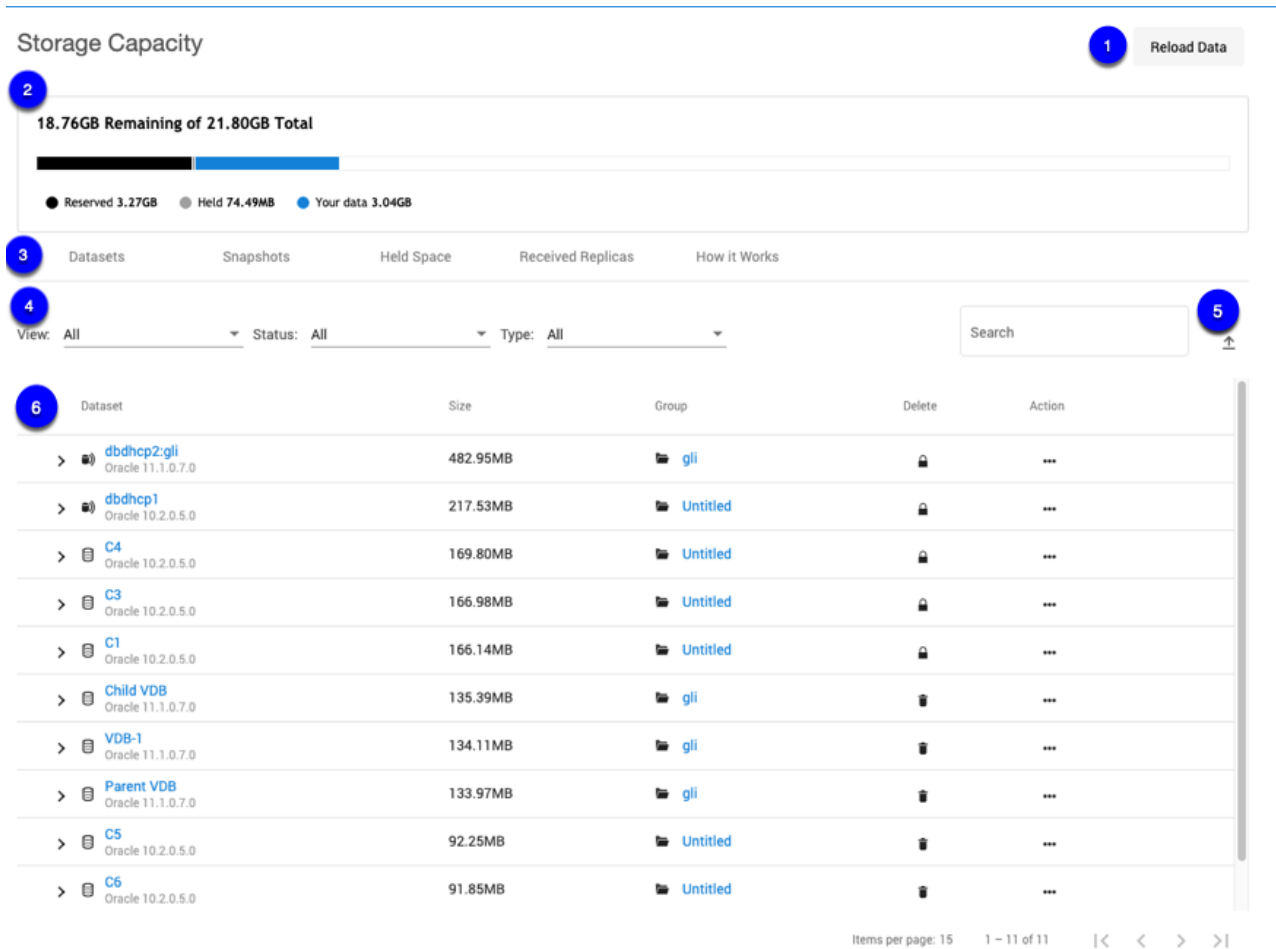 Storage Capacity
1
Reload Data
2
18.76GB Remaining of 21.80GB Total
Reserved 3.27GB Held 74.49MB Your data 3.04GB
3
Datasets Snapshots Held Space Received Replicas How it Works
4
5
View: All Status: All Type: All Search
6
Dataset Size Group Delete Action
dbdhcp2:gli 482.95MB gli
Oracle 11.1.0.7.0
dbdhcp1 217.53MB Untitled
Oracle 10.2.0.5.0
C4 169.80MB Untitled
Oracle 10.2.0.5.0
C3 166.98MB Untitled
Oracle 10.2.0.5.0
C1 166.14MB Untitled
Oracle 10.2.0.5.0
Child VDB 135.39MB gli
Oracle 11.1.0.7.0
VDB-1 134.11MB gli
Oracle 11.1.0.7.0
Parent VDB 133.97MB gli
Oracle 11.1.0.7.0
C5 92.25MB Untitled
Oracle 10.2.0.5.0
C6 91.85MB Untitled
Oracle 10.2.0.5.0
Items per page: 15 1 – 11 of 11